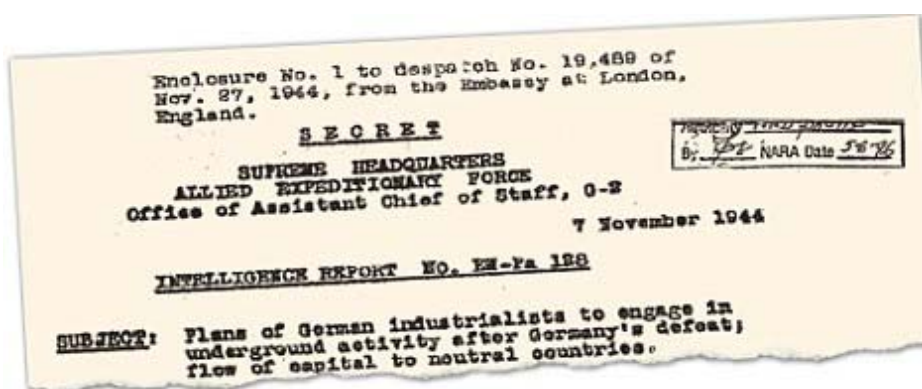 Enclosure No. 1 to despatch No. 19,489 of
Nov. 27, 1944, from the Embassy at London,
England.
SECRET
By NARA Date
SUPREME HEADQUARTERS
ALLIED EXPEDITIONARY FORCE
Office of Assistant Chief of Staff, G-2
7 November 1944
INTELLIGENCE REPORT NO. EW-Pa 128
SUBJECT: Plans of German industrialists to engage in
underground activity after Germany's defeat;
flow of capital to neutral countries.